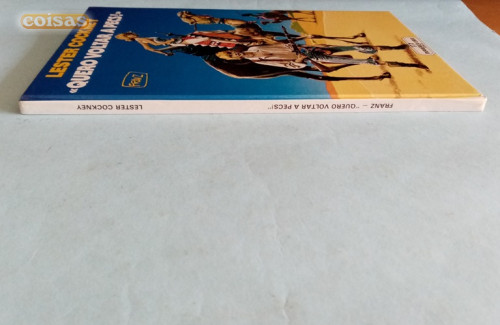 coisas
LESTER COCKNEY
«QUERO VOLTAR A PECS!»
Franz
LESTER COCKNEY
FRANZ — "QUERO VOLTAR A PECS!"